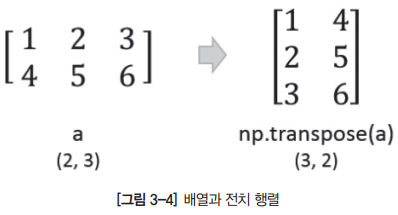 [1 2 3
4 5 6]
[1 4
2 5
3 6]
a
(2, 3)
np.transpose(a)
(3, 2)
[그림 3-4] 배열과 전치 행렬